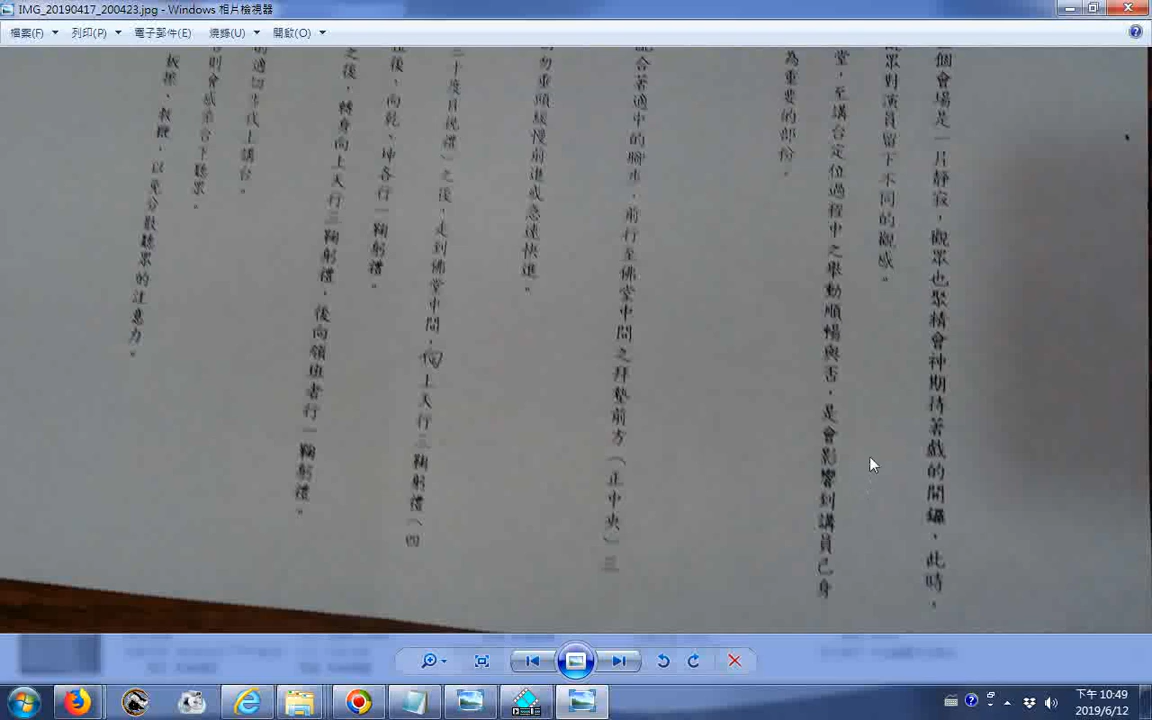 IMG_20190417_200423.jpg - Windows 相片檢視器
檔案(F) 列印(P) 電子郵件(E) 燒錄(U) 開啟(O)
個會場是一片靜寂，觀眾也聚精會神期待著戲的開鑼，此時，
眾對演員留下不同的觀感。
堂，至講台定位過程中之舉動順暢與否，是會影響到講員己身
為重要的部份。
配合著適中的腳步，前行至佛堂中間之拜墊前方（正中央）三
勿垂頭緩慢前進或急速快進。
三十度目視禮）之後，走到佛堂中間，向上天行三鞠躬禮（四
後，向乾、坤各行一鞠躬禮。
之後，轉身向上天行三鞠躬禮，後向領班者行一鞠躬禮。
的適切步伐上講台。
則會感染台下聽眾。
教鞭，以免分散聽眾的注意力。
下午 10:49
2019/6/12